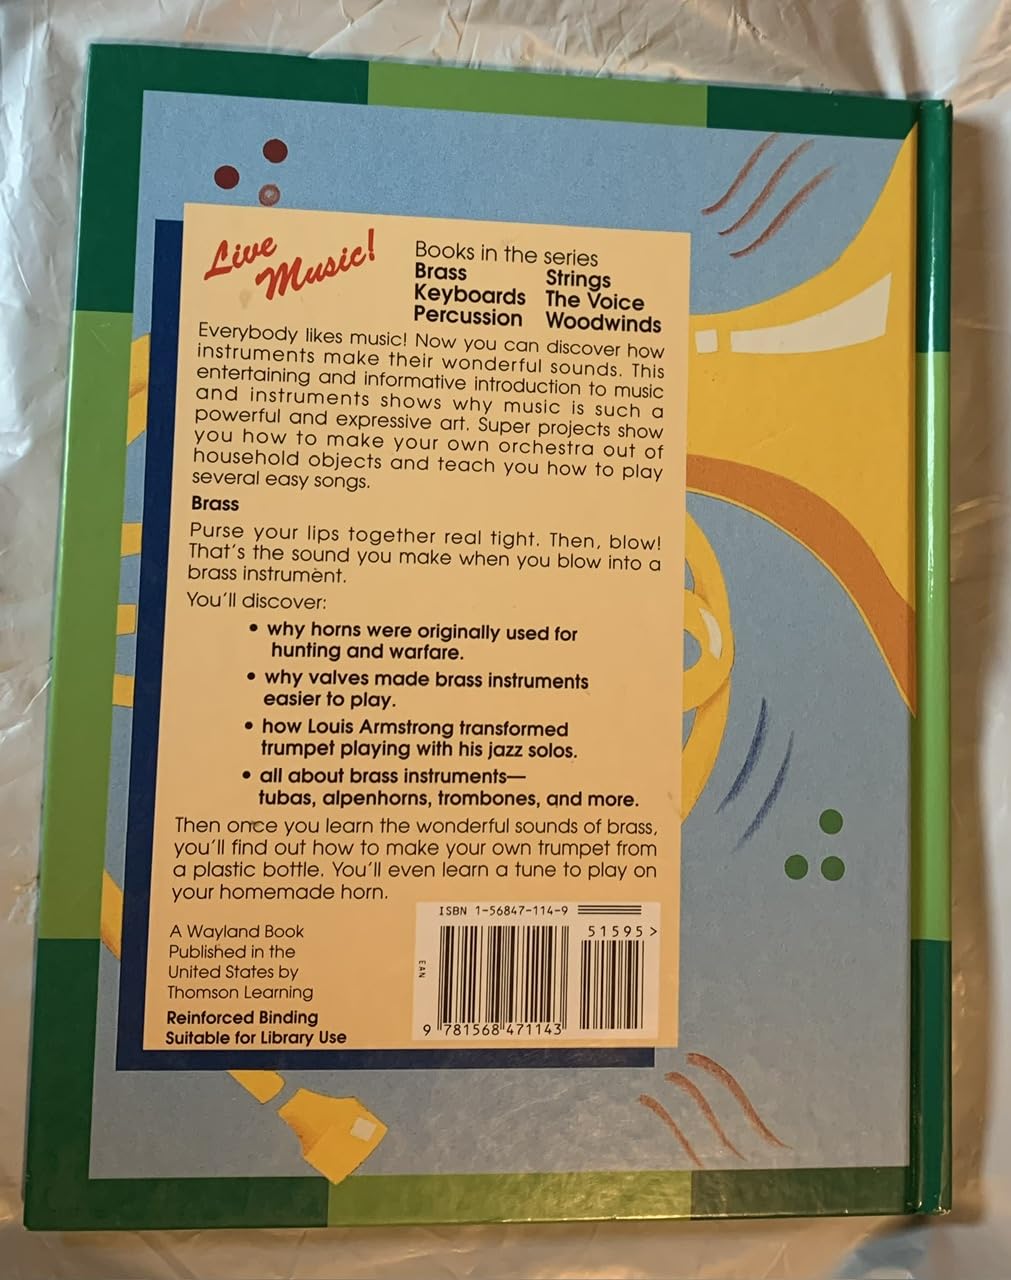 Live
Music!
Books in the series
Brass Strings
Keyboards The Voice
Percussion Woodwinds
Everybody likes music! Now you can discover how
instruments make their wonderful sounds. This
entertaining and informative introduction to music
and instruments shows why music is such a
powerful and expressive art. Super projects show
you how to make your own orchestra out of
household objects and teach you how to play
several easy songs.
Brass
Purse your lips together real tight. Then, blow!
That's the sound you make when you blow into a
brass instrument.
You'll discover:
• why horns were originally used for
hunting and warfare.
• why valves made brass instruments
easier to play.
• how Louis Armstrong transformed
trumpet playing with his jazz solos.
• all about brass instruments—
tubas, alpenhorns, trombones, and more.
Then once you learn the wonderful sounds of brass,
you'll find out how to make your own trumpet from
a plastic bottle. You'll even learn a tune to play on
your homemade horn.
A Wayland Book
Published in the
United States by
Thomson Learning
Reinforced Binding
Suitable for Library Use
ISBN 1-56847-114-9
51595>
EAN
9 781568 471143